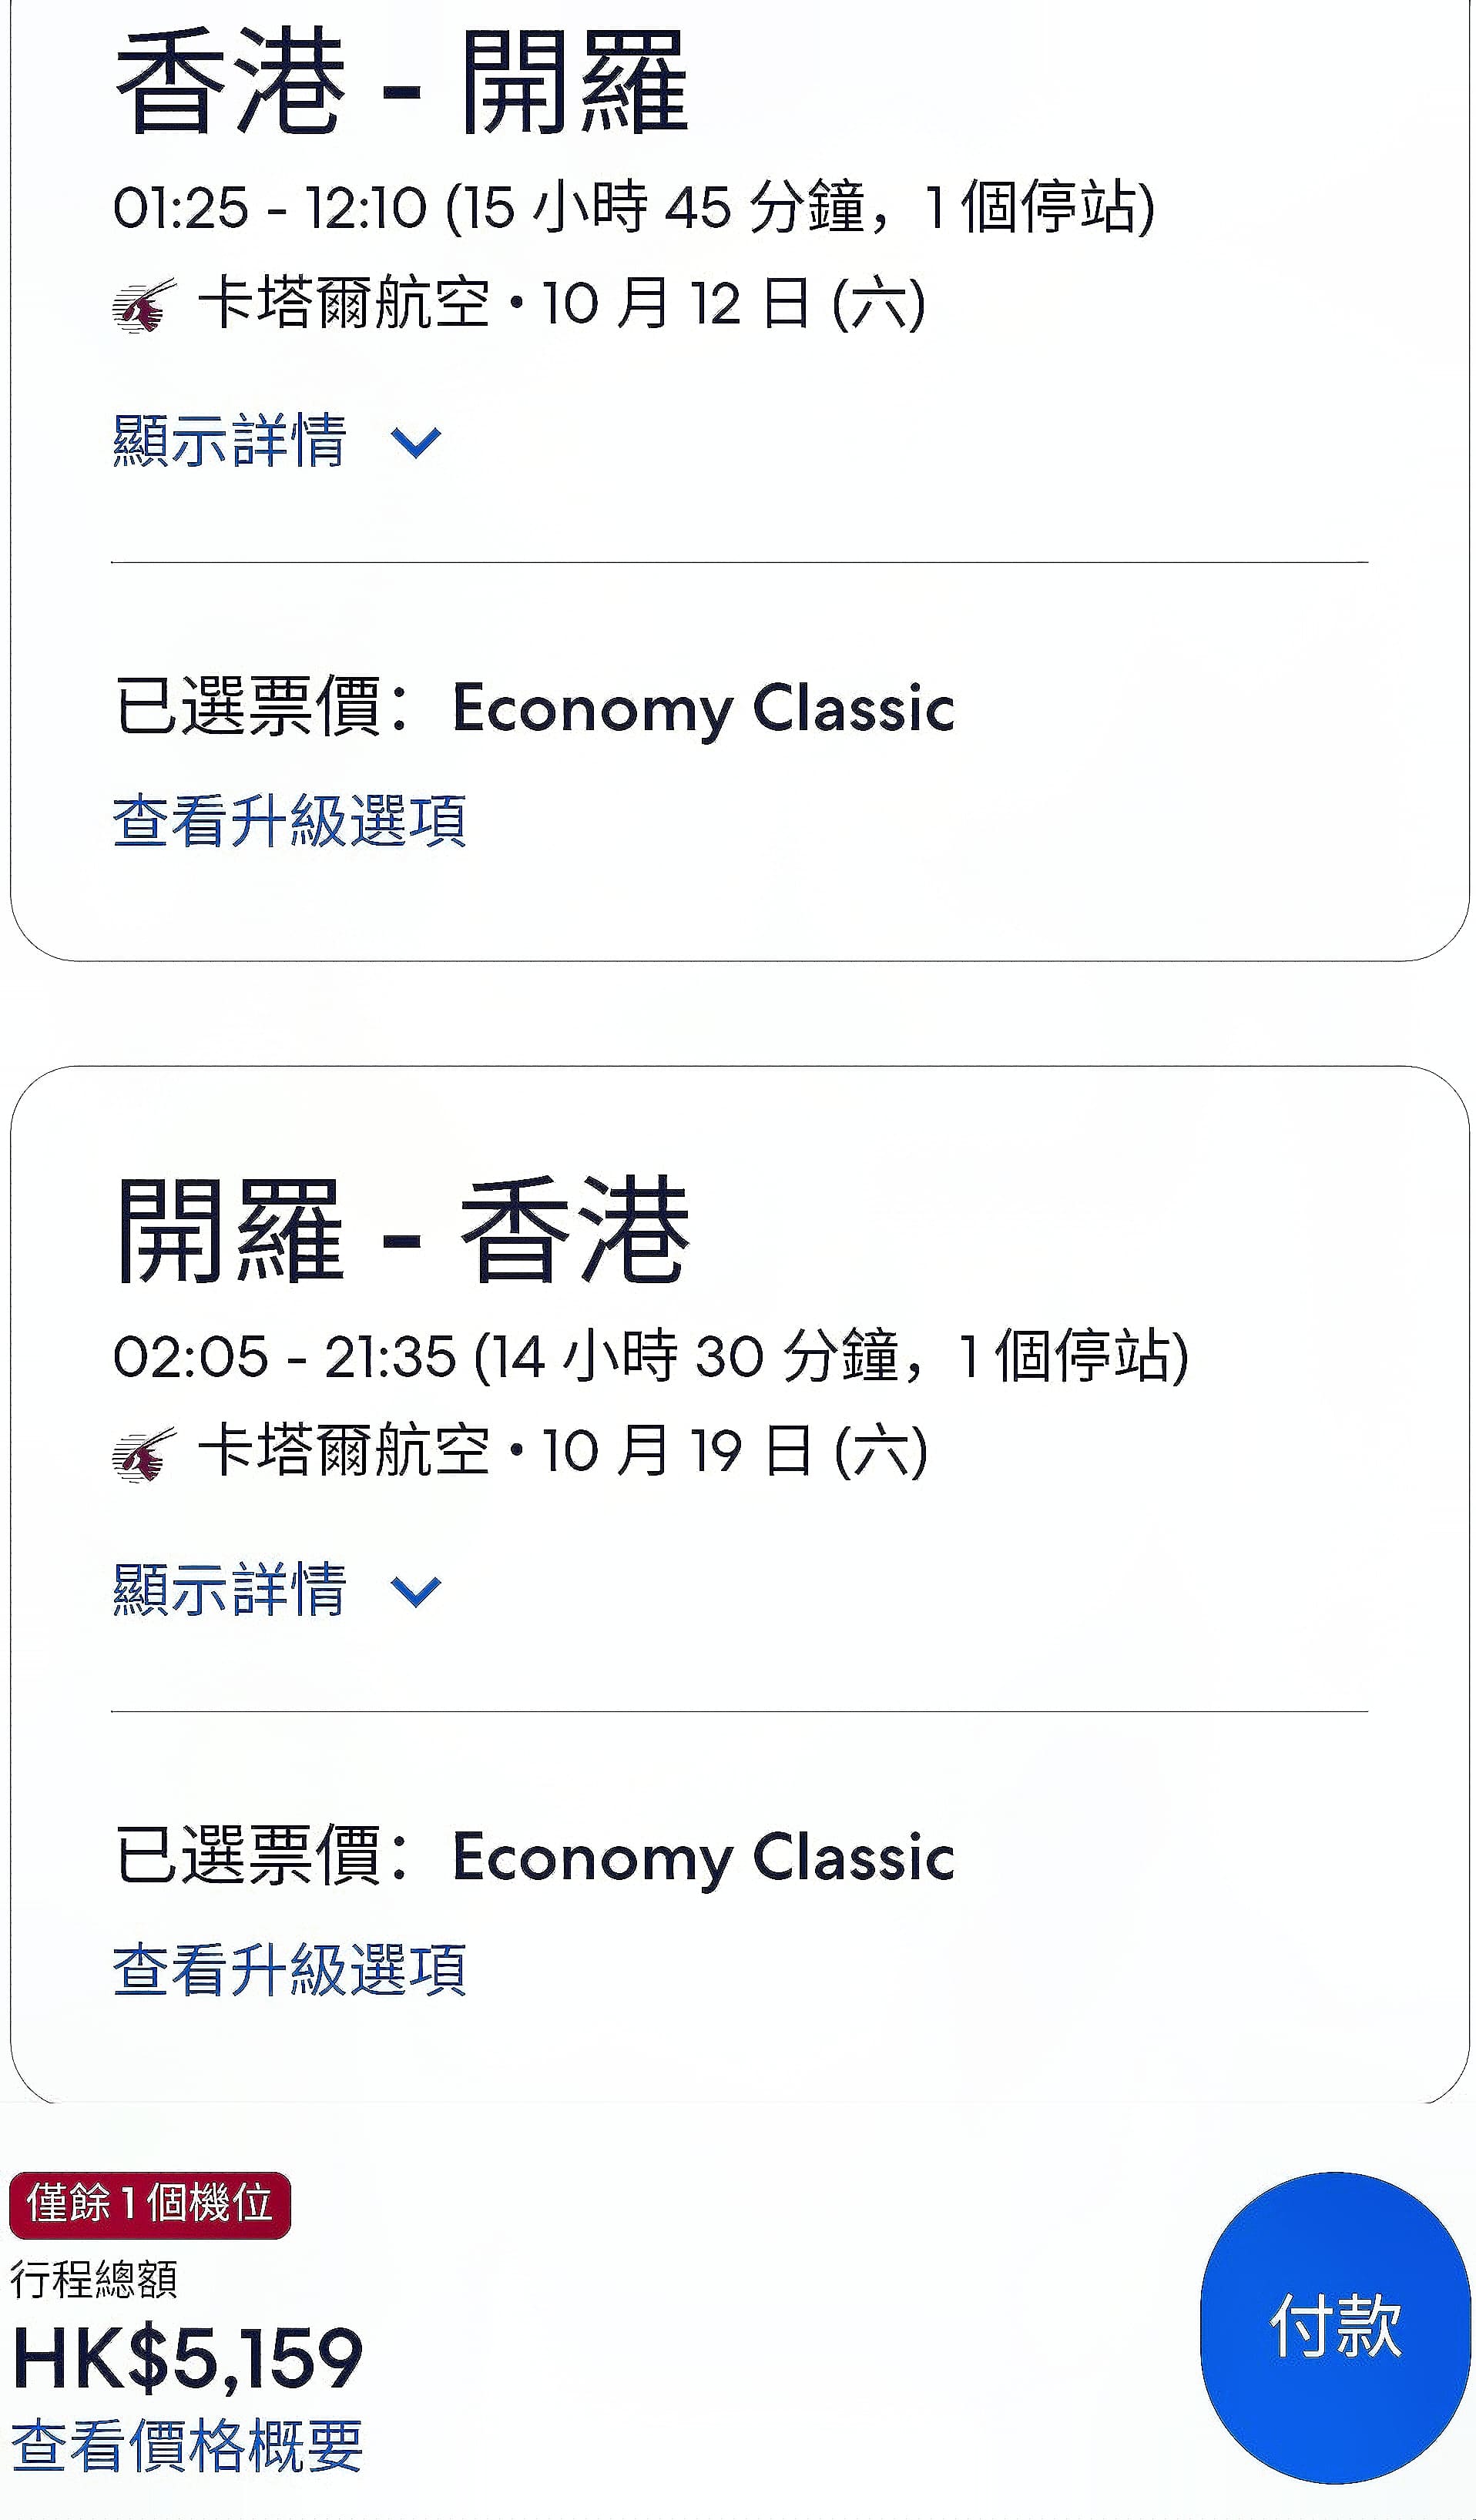 香港 - 開羅
01:25 - 12:10 (15 小時 45 分鐘，1 個停站)
卡塔爾航空 • 10 月 12 日 (六)
顯示詳情
已選票價：Economy Classic
查看升級選項
開羅 - 香港
02:05 - 21:35 (14 小時 30 分鐘，1 個停站)
卡塔爾航空 • 10 月 19 日 (六)
顯示詳情
已選票價：Economy Classic
查看升級選項
僅餘 1 個機位
行程總額
HK$5,159
查看價格概要
付款